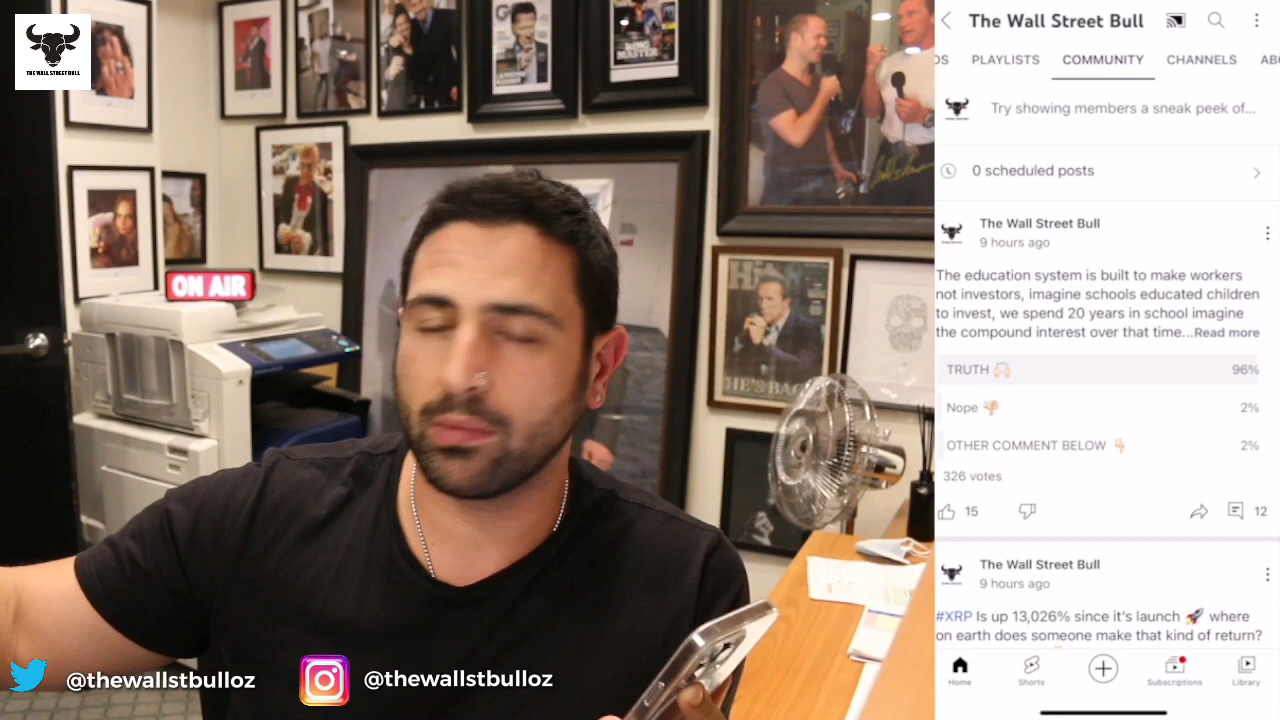 THE WALL STREET BULL
GQ
HE'S BACK
ON AIR
@thewallstbulloz
@thewallstbulloz
The Wall Street Bull
PLAYLISTS
COMMUNITY
CHANNELS
Try showing members a sneak peek of...
0 scheduled posts
The Wall Street Bull
9 hours ago
The education system is built to make workers
not investors, imagine schools educated children
to invest, we spend 20 years in school imagine
the compound interest over that time...Read more
TRUTH 🙌🏻 96%
Nope 👎🏻 2%
OTHER COMMENT BELOW 👇🏻 2%
326 votes
15
12
The Wall Street Bull
9 hours ago
#XRP Is up 13,026% since it's launch 🚀 where
on earth does someone make that kind of return?
Home
Shorts
Subscriptions
Library